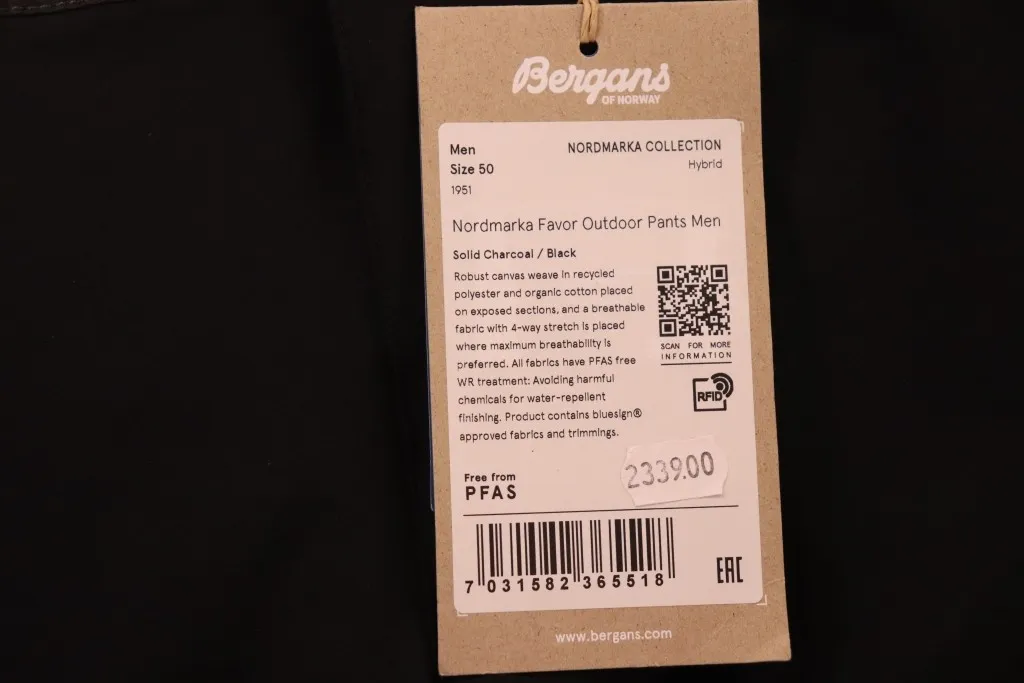 Bergans
OF NORWAY
Men
NORDMARKA COLLECTION
Size 50
Hybrid
1951
Nordmarka Favor Outdoor Pants Men
Solid Charcoal / Black
Robust canvas weave in recycled
polyester and organic cotton placed
on exposed sections, and a breathable
fabric with 4-way stretch is placed
where maximum breathability is
preferred. All fabrics have PFAS free
WR treatment: Avoiding harmful
chemicals for water-repellent
finishing. Product contains bluesign®
approved fabrics and trimmings.
SCAN FOR MORE
INFORMATION
RFID
2339.00
Free from
PFAS
7 031582 365518
EAC
www.bergans.com